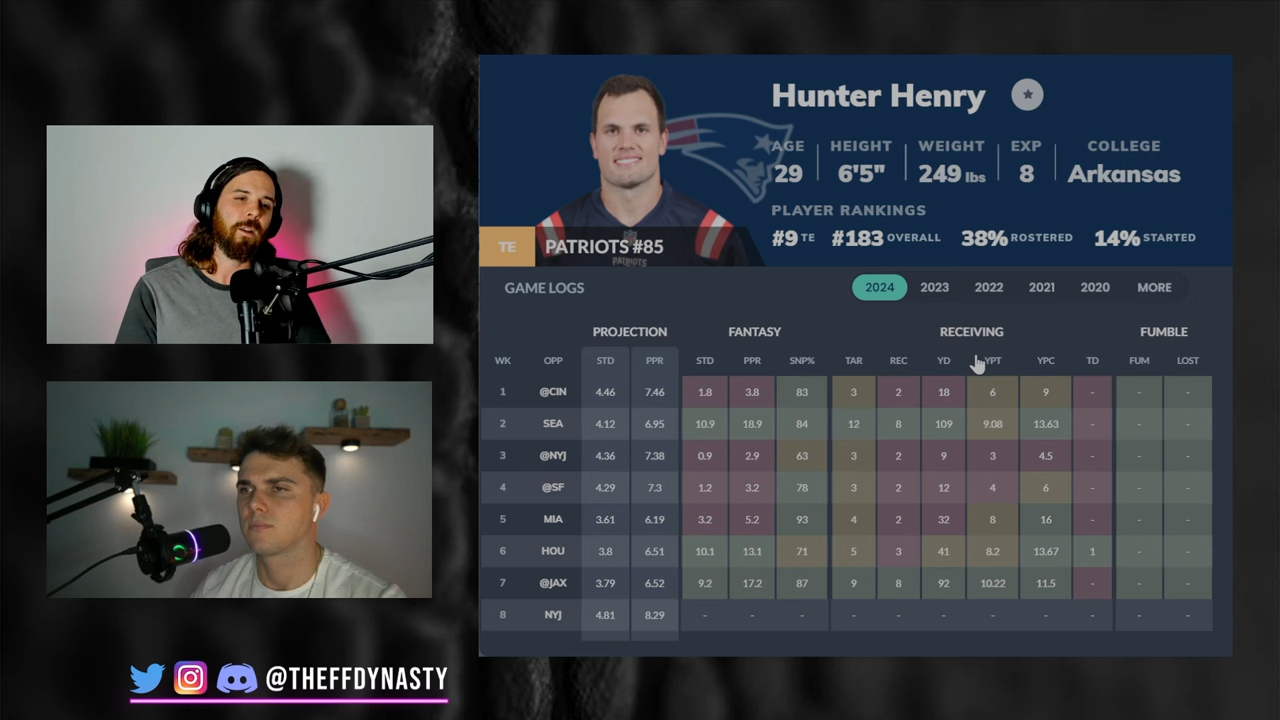 Hunter Henry
AGE HEIGHT WEIGHT EXP COLLEGE
29 6'5" 249 lbs 8 Arkansas
PLAYER RANKINGS
#9 TE #183 OVERALL 38% ROSTERED 14% STARTED
TE PATRIOTS #85
PATRIOTS
GAME LOGS 2024 2023 2022 2021 2020 MORE
PROJECTION FANTASY RECEIVING FUMBLE
WK OPP STD PPR STD PPR SNP% TAR REC YD YPT YPC TD FUM LOST
1 @CIN 4.46 7.46 1.8 3.8 83 3 2 18 6 9 - - -
2 SEA 4.12 6.95 10.9 18.9 84 12 8 109 9.08 13.63 - - -
3 @NYJ 4.36 7.38 0.9 2.9 63 3 2 9 3 4.5 - - -
4 @SF 4.29 7.3 1.2 3.2 78 3 2 12 4 6 - - -
5 MIA 3.61 6.19 3.2 5.2 93 4 2 32 8 16 - - -
6 HOU 3.8 6.51 10.1 13.1 71 5 3 41 8.2 13.67 1 - -
7 @JAX 3.79 6.52 9.2 17.2 87 9 8 92 10.22 11.5 - - -
8 NYJ 4.81 8.29 - - - - - - - - - - -
@THEFFDYNASTY